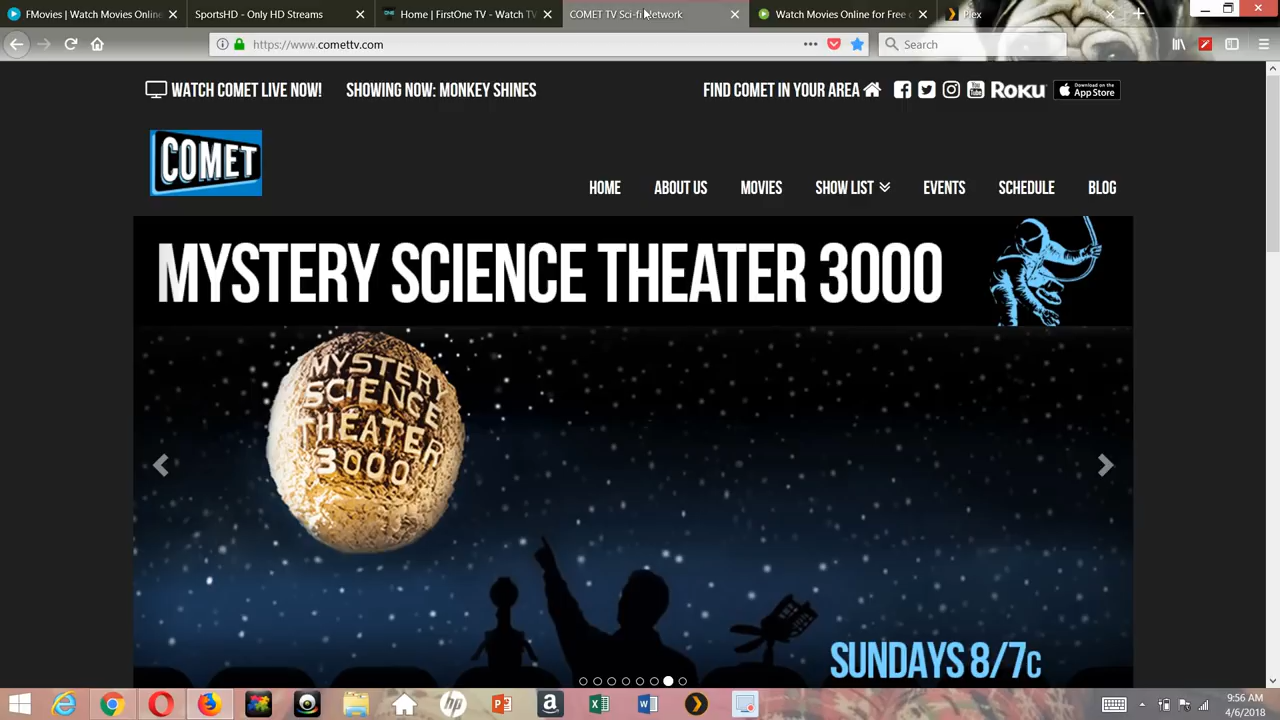 FMovies | Watch Movies Online
SportsHD - Only HD Streams
Home | FirstOne TV - Watch TV
COMET TV Sci-fi Network
Watch Movies Online for Free
Plex
https://www.comettv.com
Search
WATCH COMET LIVE NOW!
SHOWING NOW: MONKEY SHINES
FIND COMET IN YOUR AREA
ROKU
Download on the
App Store
COMET
HOME
ABOUT US
MOVIES
SHOW LIST
EVENTS
SCHEDULE
BLOG
MYSTERY SCIENCE THEATER 3000
MYSTERY
SCIENCE
THEATER
3000
SUNDAYS 8/7C
9:56 AM
4/6/2018